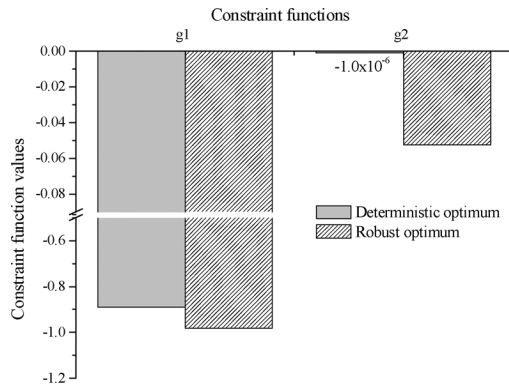 Constraint functions
g1 g2
0.00
-0.02
-0.04
-0.06
-0.08
-0.6
-0.8
-1.0
-1.2
Constraint function values
-1.0x10⁻⁶
Deterministic optimum
Robust optimum